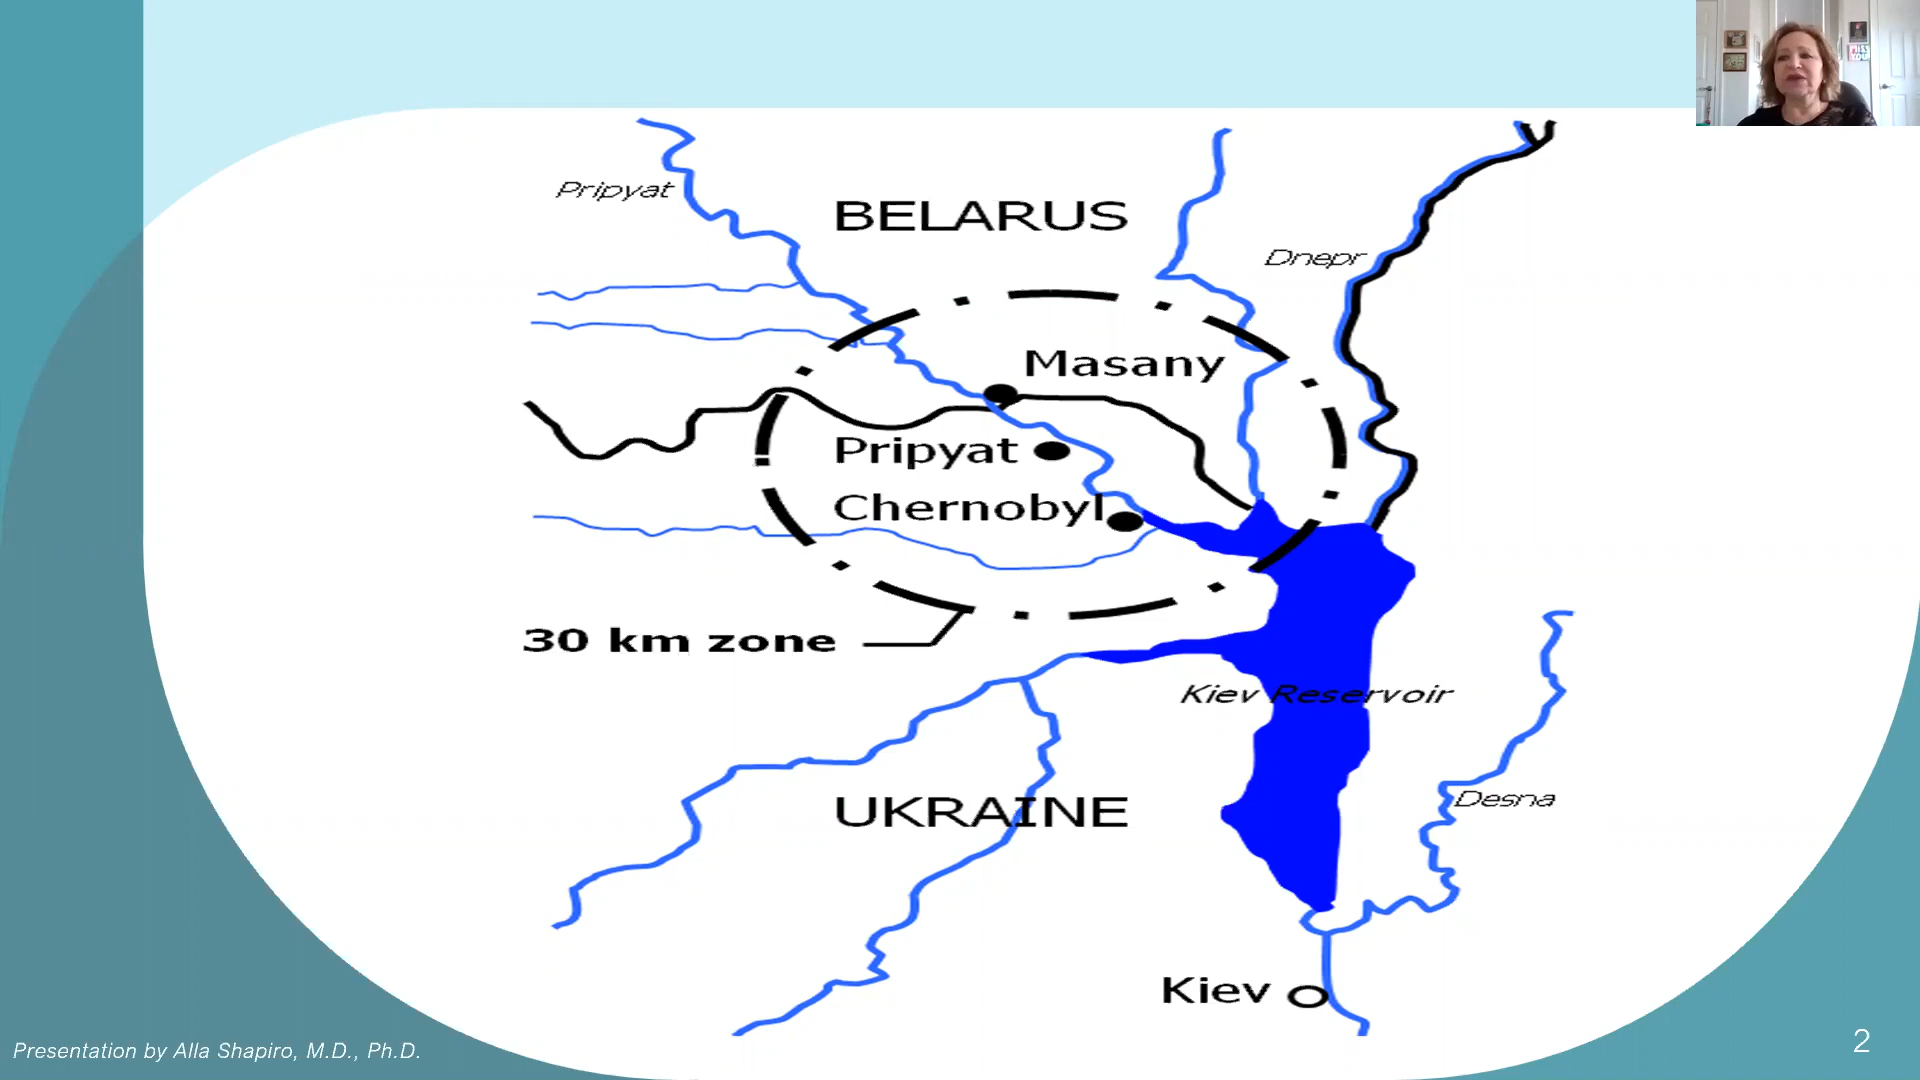 Pripyat
BELARUS
Dnepr
Masany
Pripyat
Chernobyl
30 km zone
Kiev Reservoir
UKRAINE
Desna
Kiev
Presentation by Alla Shapiro, M.D., Ph.D.
2